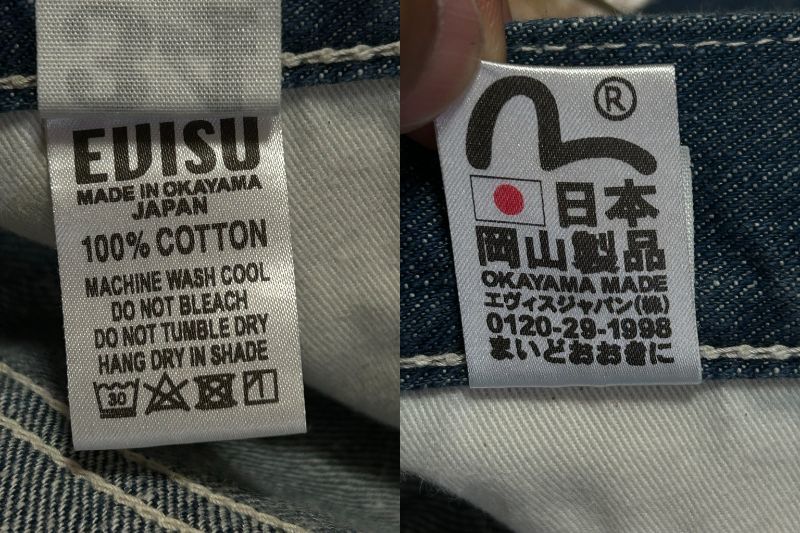 EVISU
MADE IN OKAYAMA
JAPAN
100% COTTON
MACHINE WASH COOL
DO NOT BLEACH
DO NOT TUMBLE DRY
HANG DRY IN SHADE
30
®
日本
岡山製品
OKAYAMA MADE
エヴィスジャパン(株)
0120-29-1998
まいどおおきに